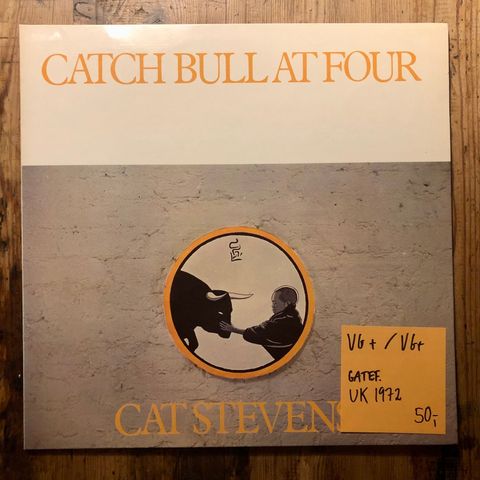 CATCH BULL AT FOUR
CAT STEVENS
VG + / VG+
GATEF.
UK 1972
50,-